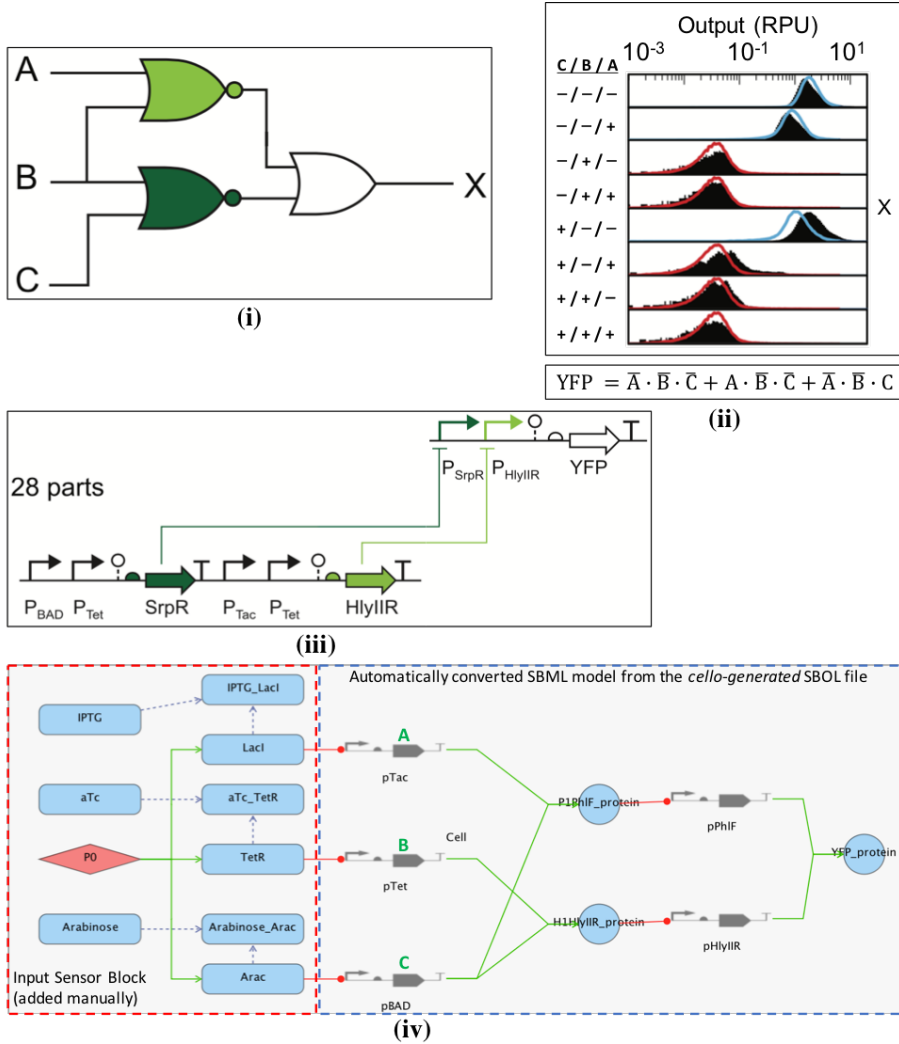 A
B
C
X
(i)
Output (RPU)
10-3 10-1 101
C / B / A
− / − / −
− / − / +
− / + / −
− / + / +
+ / − / −
+ / − / +
+ / + / −
+ / + / +
X
YFP = A̅ · B̅ · C̅ + A · B̅ · C̅ + A̅ · B̅ · C
(ii)
PSrpR PHlyIIR YFP
28 parts
PBAD PTet SrpR PTac PTet HlyIIR
(iii)
Automatically converted SBML model from the cello-generated SBOL file
IPTG_LacI
IPTG
LacI
A
pTac
aTc
aTc_TetR
P1PhlF_protein
pPhlF
Cell
P0
TetR
B
pTet
YFP_protein
Arabinose
Arabinose_Arac
H1HlyIIR_protein
pHlyIIR
Input Sensor Block
(added manually)
Arac
C
pBAD
(iv)